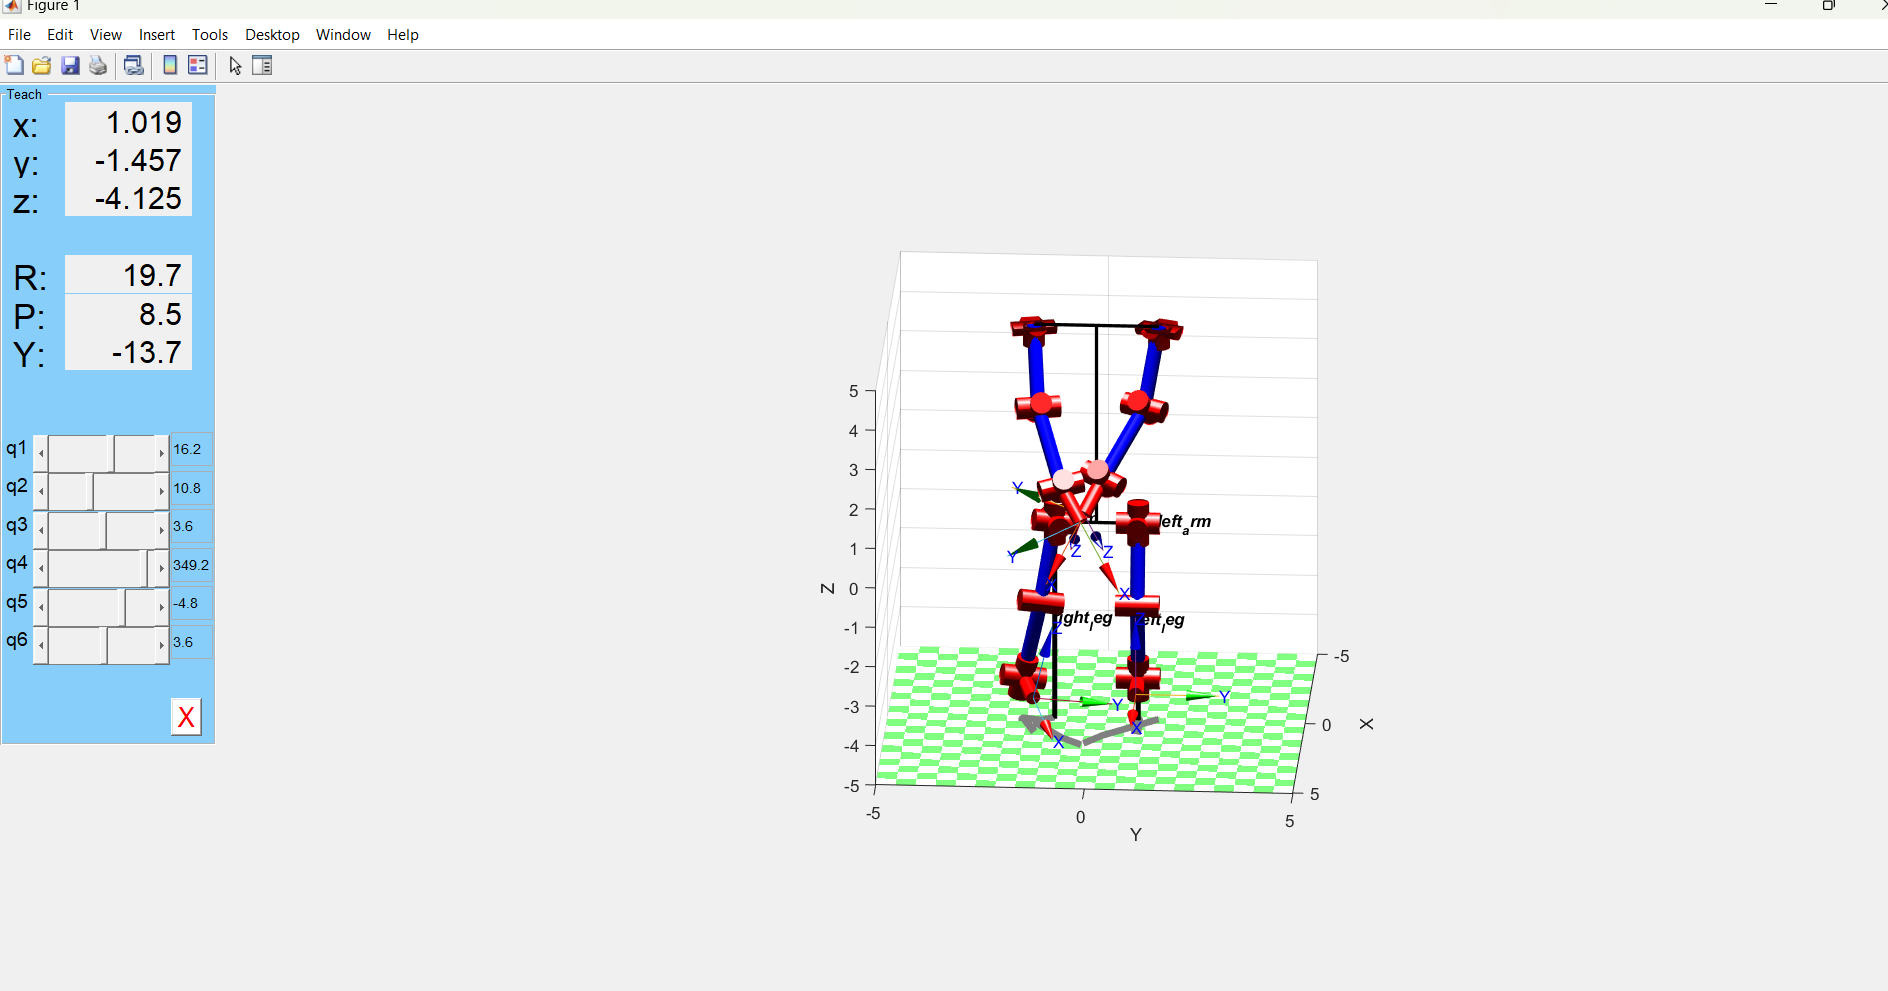 Figure 1
File Edit View Insert Tools Desktop Window Help
Teach
x: 1.019
y: -1.457
z: -4.125
R: 19.7
P: 8.5
Y: -13.7
q1 16.2
q2 10.8
q3 3.6
q4 349.2
q5 -4.8
q6 3.6
X
5
4
3
2
1
0
-1
-2
-3
-4
-5
Z
-5
0
5
Y
-5
0
5
X
Y
left_arm
Y
Z
Z
X
right_leg
left_leg
Z
Y
Y
X
X